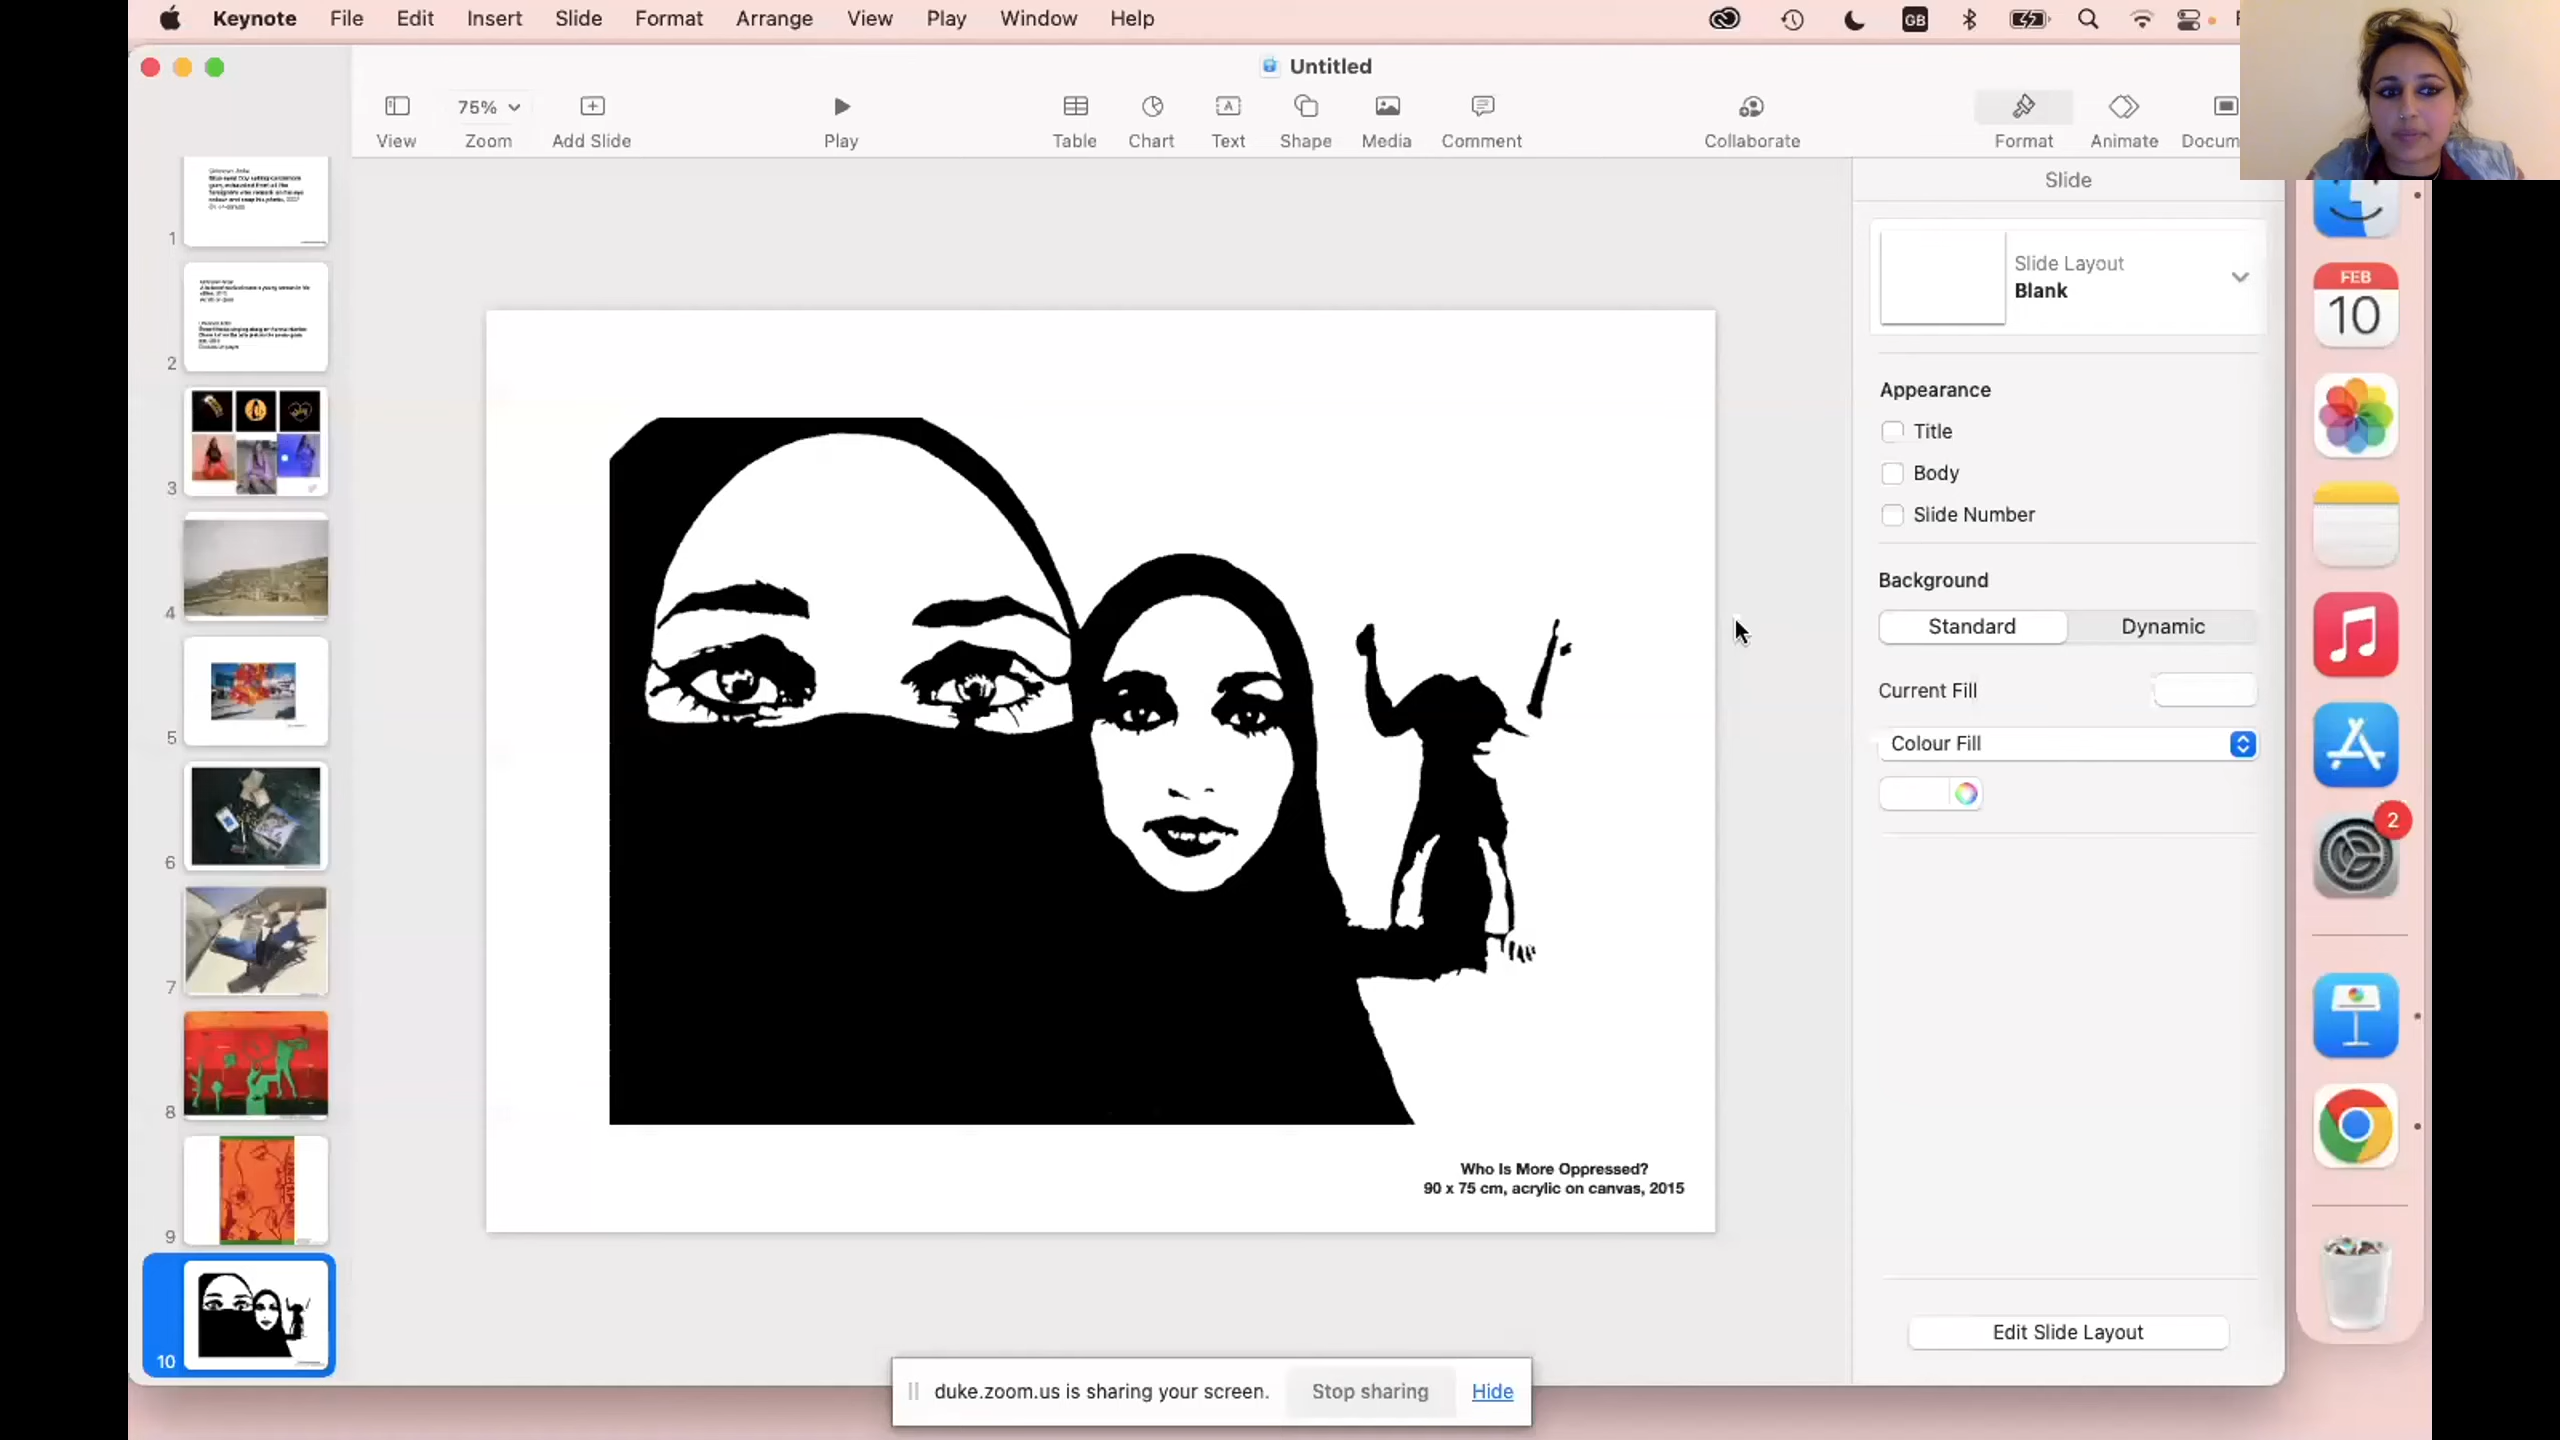 Keynote File Edit Insert Slide Format Arrange View Play Window Help GB
Untitled
75%
View Zoom Add Slide Play Table Chart Text Shape Media Comment Collaborate Format Animate Docum
Slide
Slide Layout
Blank
Appearance
Title
Body
Slide Number
Background
Standard Dynamic
Current Fill
Colour Fill
Edit Slide Layout
FEB
10
2
1
2
3
4
5
6
7
8
9
10
Who Is More Oppressed?
90 x 75 cm, acrylic on canvas, 2015
duke.zoom.us is sharing your screen. Stop sharing Hide